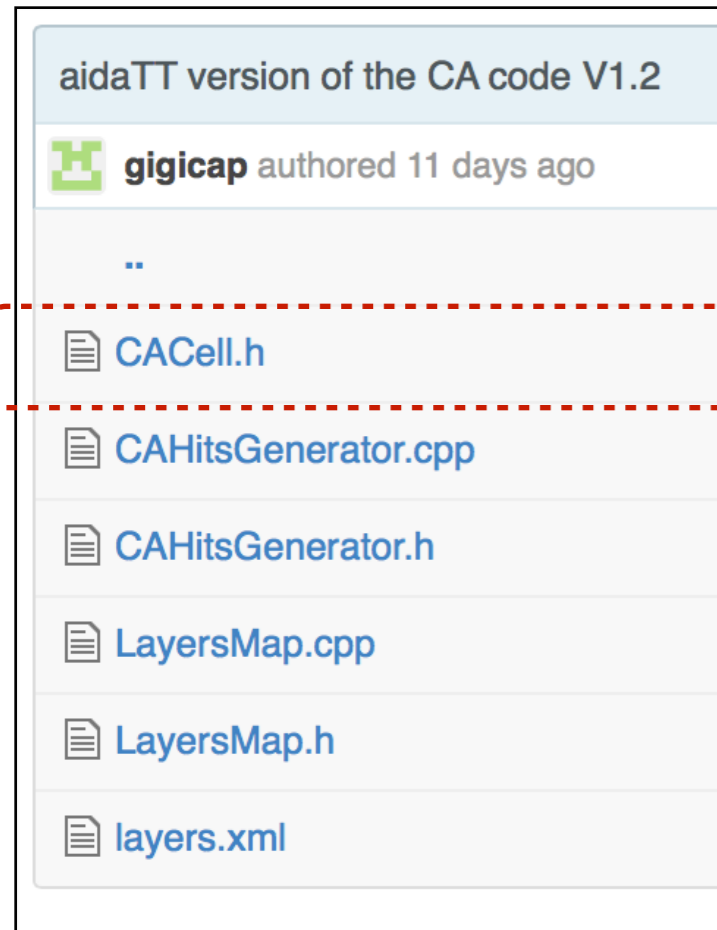 aidaTT version of the CA code V1.2
gigicap authored 11 days ago
..
CACell.h
CAHitsGenerator.cpp
CAHitsGenerator.h
LayersMap.cpp
LayersMap.h
layers.xml